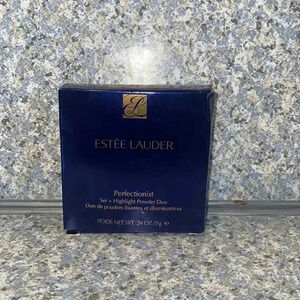 ESTĒE LAUDER
Perfectionist
Set + Highlight Powder Duo
Duo de poudres fixantes et illuminatrices
POIDS NET WT. .24 OZ./7g e